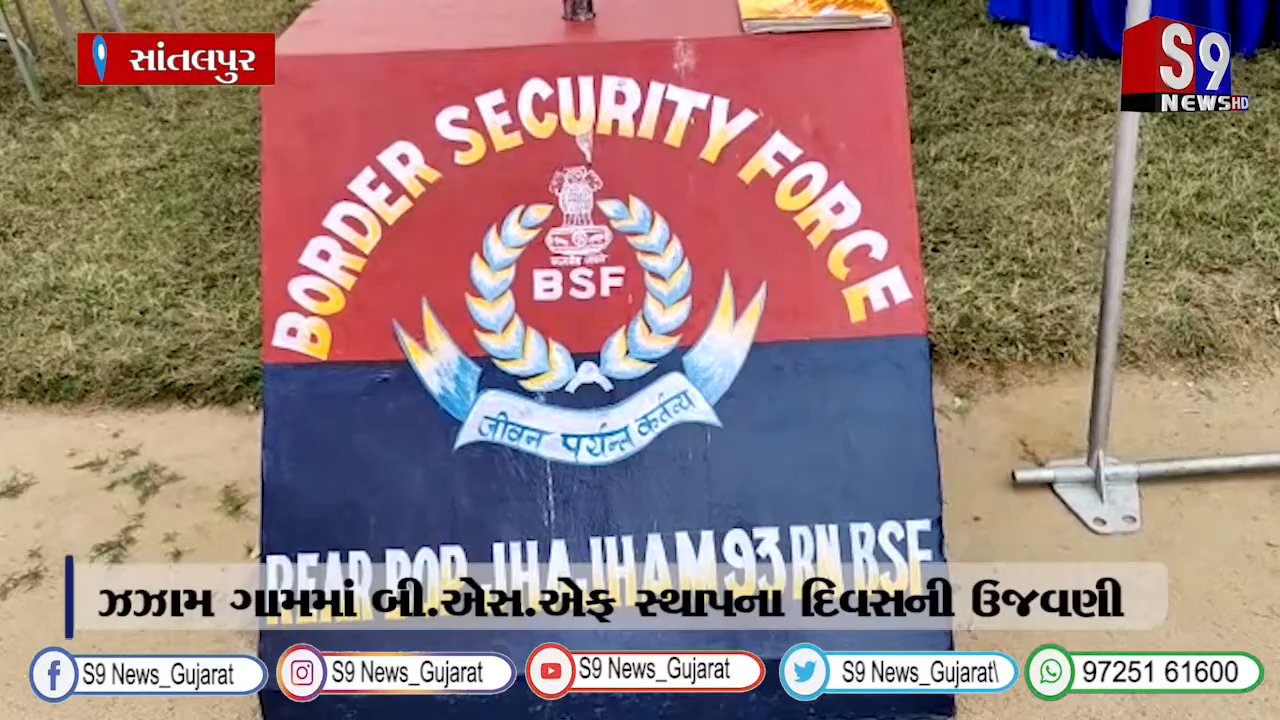 સાંતલપુર
S9
NEWS HD
BORDER SECURITY FORCE
BSF
जीवन पर्यन्त कर्तव्य
REAR BOP JHAJHAM 93 BN BSF
ઝઝામ ગામમાં બી.એસ.એફ સ્થાપના દિવસની ઉજવણી
S9 News_Gujarat
S9 News_Gujarat
S9 News_Gujarat
S9 News_Gujarat\
97251 61600